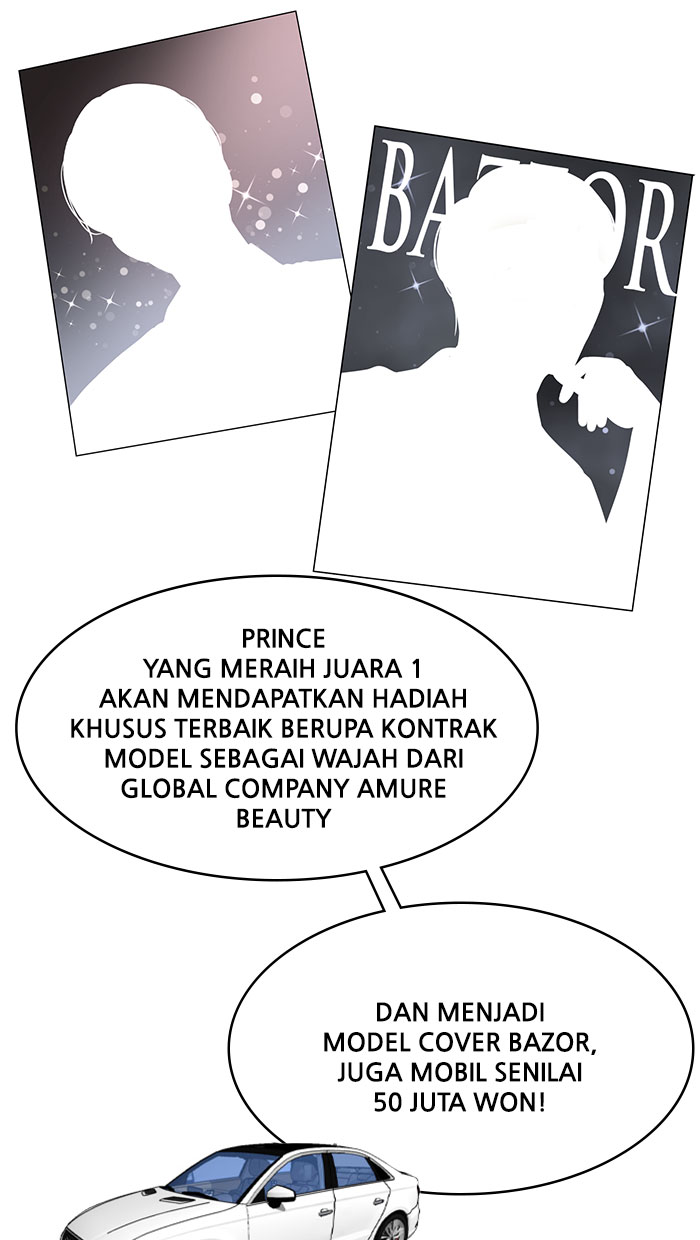 BAZZOR
PRINCE
YANG MERAIH JUARA 1
AKAN MENDAPATKAN HADIAH
KHUSUS TERBAIK BERUPA KONTRAK
MODEL SEBAGAI WAJAH DARI
GLOBAL COMPANY AMURE
BEAUTY
DAN MENJADI
MODEL COVER BAZOR,
JUGA MOBIL SENILAI
50 JUTA WON!